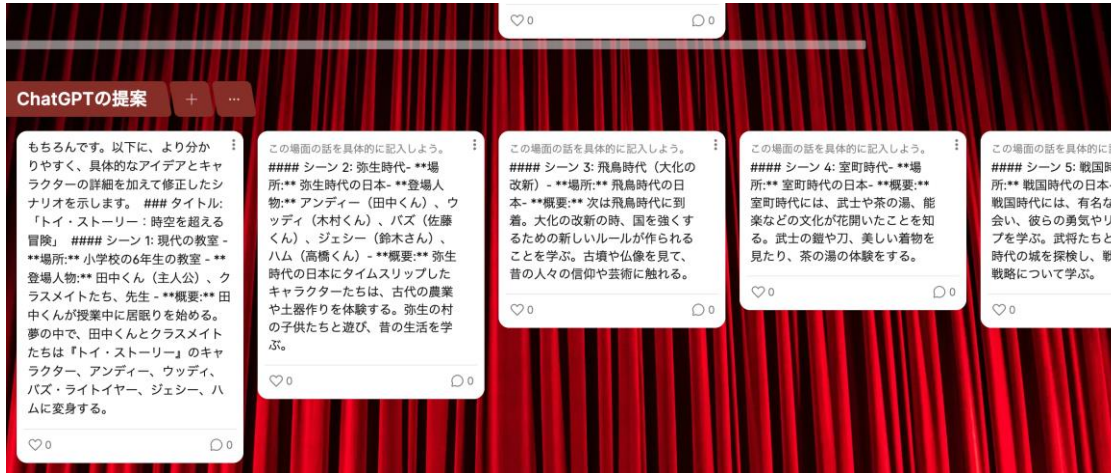 0 0
ChatGPTの提案 + …
もちろんです。以下に、より分か
りやすく、具体的なアイデアとキャ
ラクターの詳細を加えて修正したシ
ナリオを示します。 ### タイトル:
「トイ・ストーリー：時空を超える
冒険」 #### シーン 1: 現代の教室 -
**場所:** 小学校の6年生の教室 - **
登場人物:** 田中くん（主人公）、ク
ラスメイトたち、先生 - **概要:** 田
中くんが授業中に居眠りを始める。
夢の中で、田中くんとクラスメイト
たちは『トイ・ストーリー』のキャ
ラクター、アンディー、ウッディ、
バズ・ライトイヤー、ジェシー、ハ
ムに変身する。
0 0
この場面の話を具体的に記入しよう。
#### シーン 2: 弥生時代- **場
所:** 弥生時代の日本- **登場人
物:** アンディー（田中くん）、ウ
ッディ（木村くん）、バズ（佐藤
くん）、ジェシー（鈴木さん）、
ハム（高橋くん）- **概要:** 弥生
時代の日本にタイムスリップした
キャラクターたちは、古代の農業
や土器作りを体験する。弥生の村
の子供たちと遊び、昔の生活を学
ぶ。
0 0
この場面の話を具体的に記入しよう。
#### シーン 3: 飛鳥時代（大化の
改新）- **場所:** 飛鳥時代の日
本- **概要:** 次は飛鳥時代に到
着。大化の改新の時、国を強くす
るための新しいルールが作られる
ことを学ぶ。古墳や仏像を見て、
昔の人々の信仰や芸術に触れる。
0 0
この場面の話を具体的に記入しよう。
#### シーン 4: 室町時代- **場
所:** 室町時代の日本- **概要:**
室町時代には、武士や茶の湯、能
楽などの文化が花開いたことを知
る。武士の鎧や刀、美しい着物を
見たり、茶の湯の体験をする。
0 0
この場面の話を具体的に
#### シーン 5: 戦国時
所:** 戦国時代の日本-
戦国時代には、有名な
会い、彼らの勇気やリ
プを学ぶ。武将たちと
時代の城を探検し、戦
戦略について学ぶ。
0